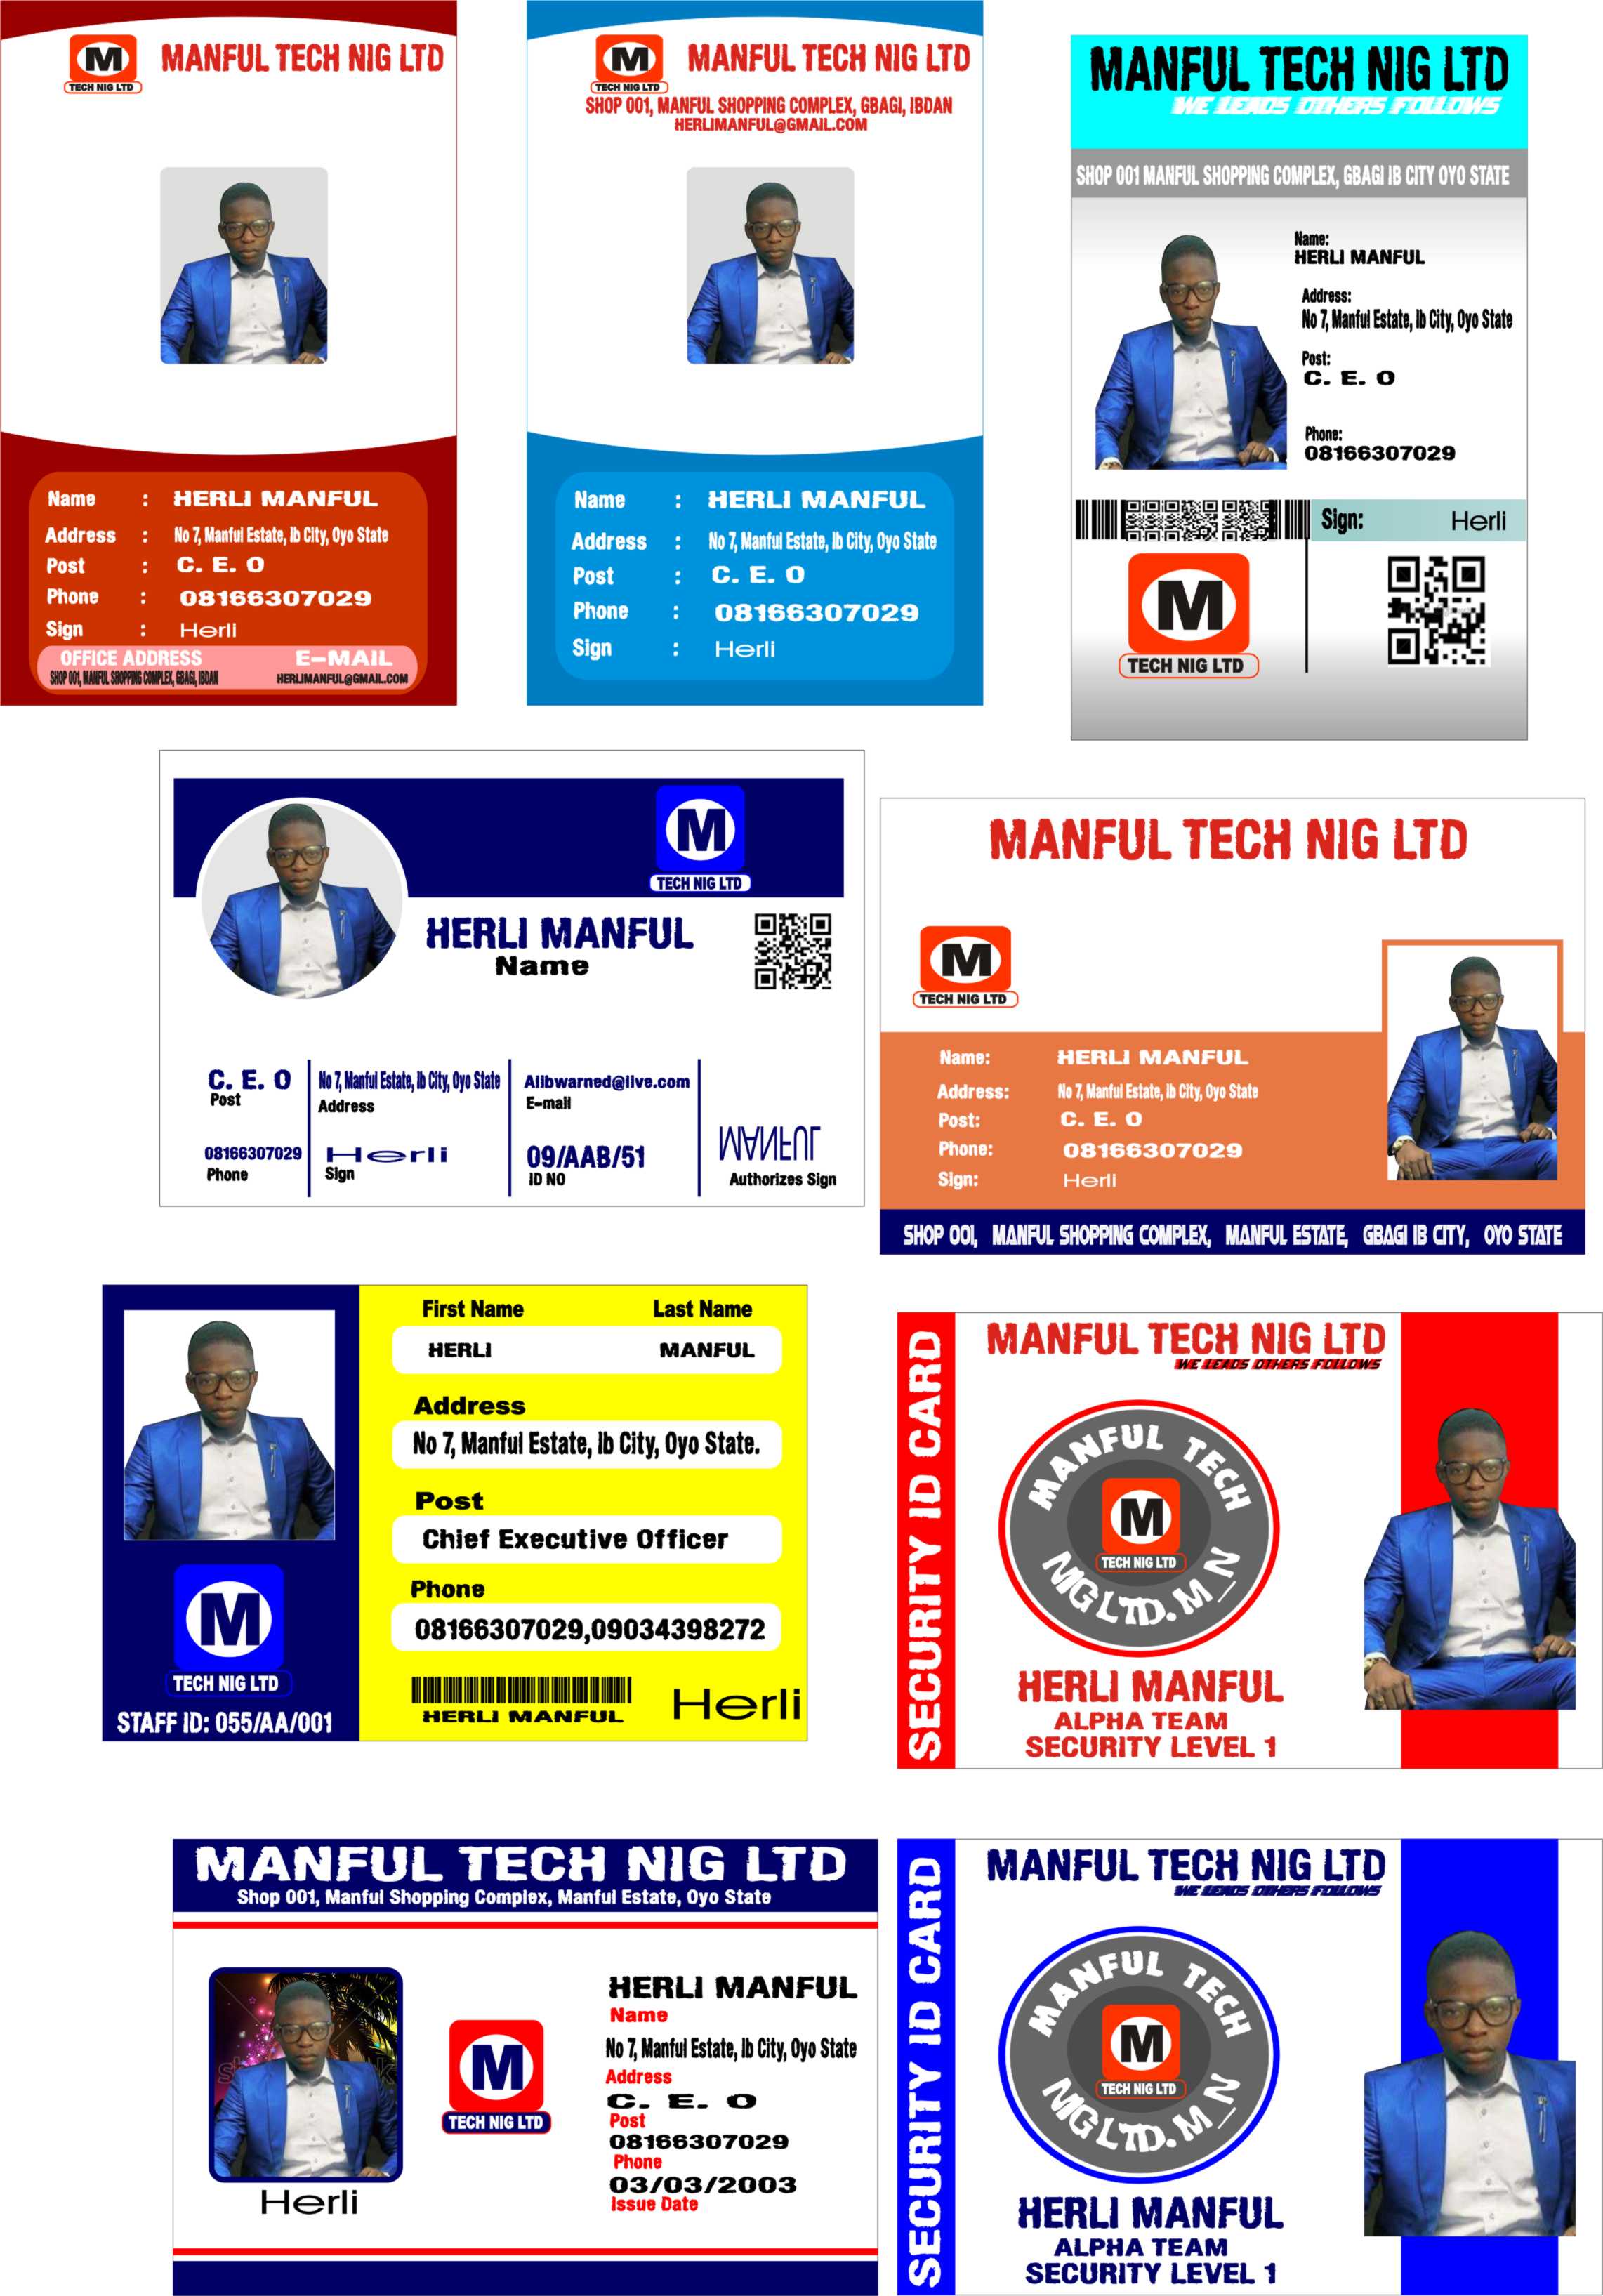 M
TECH NIG LTD
MANFUL TECH NIG LTD
Name : HERLI MANFUL
Address : No 7, Manful Estate, Ib City, Oyo State
Post : C. E. O
Phone : 08166307029
Sign : Herli
OFFICE ADDRESS E-MAIL
SHOP 001, MANFUL SHOPPING COMPLEX, GBAGI, IBDAN HERLIMANFUL@GMAIL.COM
M
TECH NIG LTD
MANFUL TECH NIG LTD
SHOP 001, MANFUL SHOPPING COMPLEX, GBAGI, IBDAN
HERLIMANFUL@GMAIL.COM
Name : HERLI MANFUL
Address : No 7, Manful Estate, Ib City, Oyo State
Post : C. E. O
Phone : 08166307029
Sign : Herli
MANFUL TECH NIG LTD
WE LEADS OTHERS FOLLOWS
SHOP 001 MANFUL SHOPPING COMPLEX, GBAGI IB CITY OYO STATE
Name:
HERLI MANFUL
Address:
No 7, Manful Estate, Ib City, Oyo State
Post:
C. E. O
Phone:
08166307029
Sign: Herli
M
TECH NIG LTD
M
TECH NIG LTD
HERLI MANFUL
Name
C. E. O
Post
No 7, Manful Estate, Ib City, Oyo State
Address
Alibwarned@live.com
E-mail
08166307029
Phone
Herli
Sign
09/AAB/51
ID NO
MANFUL
Authorizes Sign
MANFUL TECH NIG LTD
M
TECH NIG LTD
Name: HERLI MANFUL
Address: No 7, Manful Estate, Ib City, Oyo State
Post: C. E. O
Phone: 08166307029
Sign: Herli
SHOP 001, MANFUL SHOPPING COMPLEX, MANFUL ESTATE, GBAGI IB CITY, OYO STATE
M
TECH NIG LTD
STAFF ID: 055/AA/001
First Name Last Name
HERLI MANFUL
Address
No 7, Manful Estate, Ib City, Oyo State.
Post
Chief Executive Officer
Phone
08166307029,09034398272
HERLI MANFUL
Herli
SECURITY ID CARD
MANFUL TECH NIG LTD
WE LEADS OTHERS FOLLOWS
MANFUL TECH
M
TECH NIG LTD
NIG LTD. M_N
HERLI MANFUL
ALPHA TEAM
SECURITY LEVEL 1
MANFUL TECH NIG LTD
Shop 001, Manful Shopping Complex, Manful Estate, Oyo State
Herli
M
TECH NIG LTD
HERLI MANFUL
Name
No 7, Manful Estate, Ib City, Oyo State
Address
C. E. O
Post
08166307029
Phone
03/03/2003
Issue Date
SECURITY ID CARD
MANFUL TECH NIG LTD
WE LEADS OTHERS FOLLOWS
MANFUL TECH
M
TECH NIG LTD
NIG LTD. M_N
HERLI MANFUL
ALPHA TEAM
SECURITY LEVEL 1